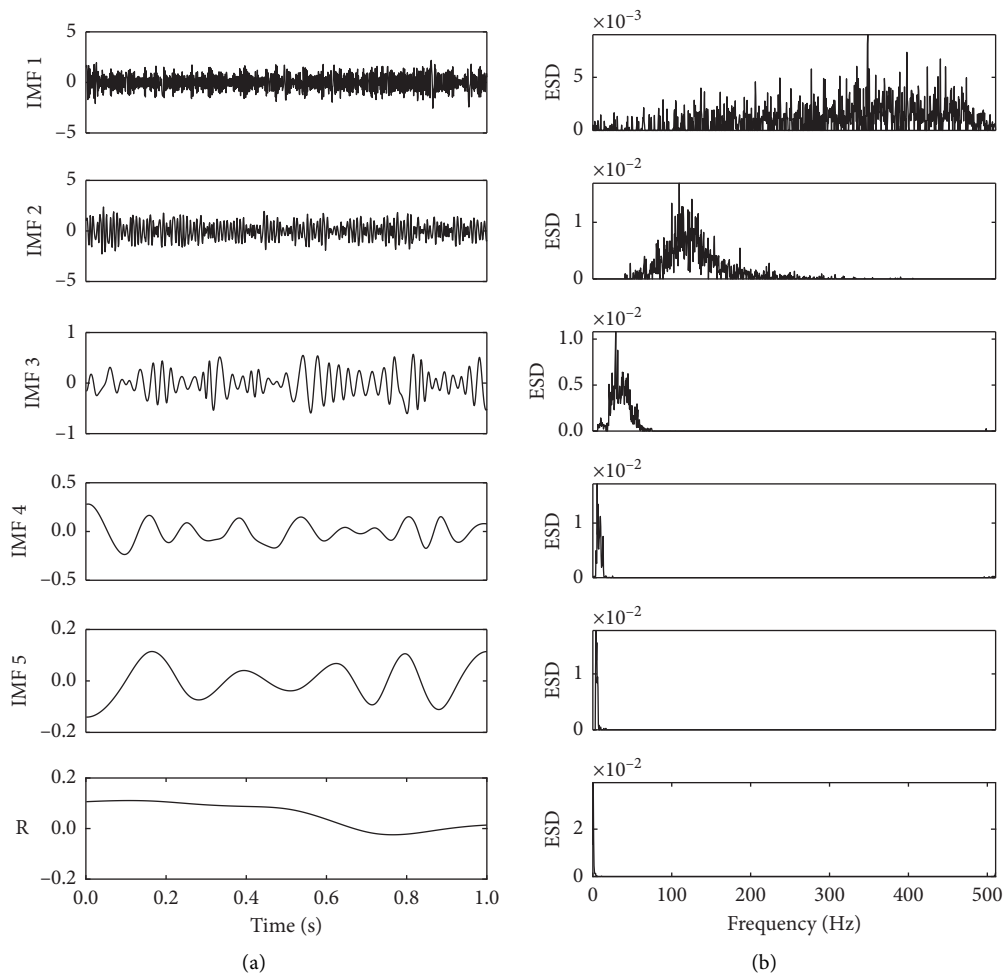 5
0
−5
IMF 1
5
0
−5
IMF 2
1
0
−1
IMF 3
0.5
0.0
−0.5
IMF 4
0.2
0.0
−0.2
IMF 5
0.2
0.0
−0.2
R
0.0 0.2 0.4 0.6 0.8 1.0
Time (s)
(a)
×10−3
5
0
ESD
×10−2
1
0
ESD
×10−2
1.0
0.5
0.0
ESD
×10−2
1
0
ESD
×10−2
1
0
ESD
×10−2
2
0
ESD
0 100 200 300 400 500
Frequency (Hz)
(b)